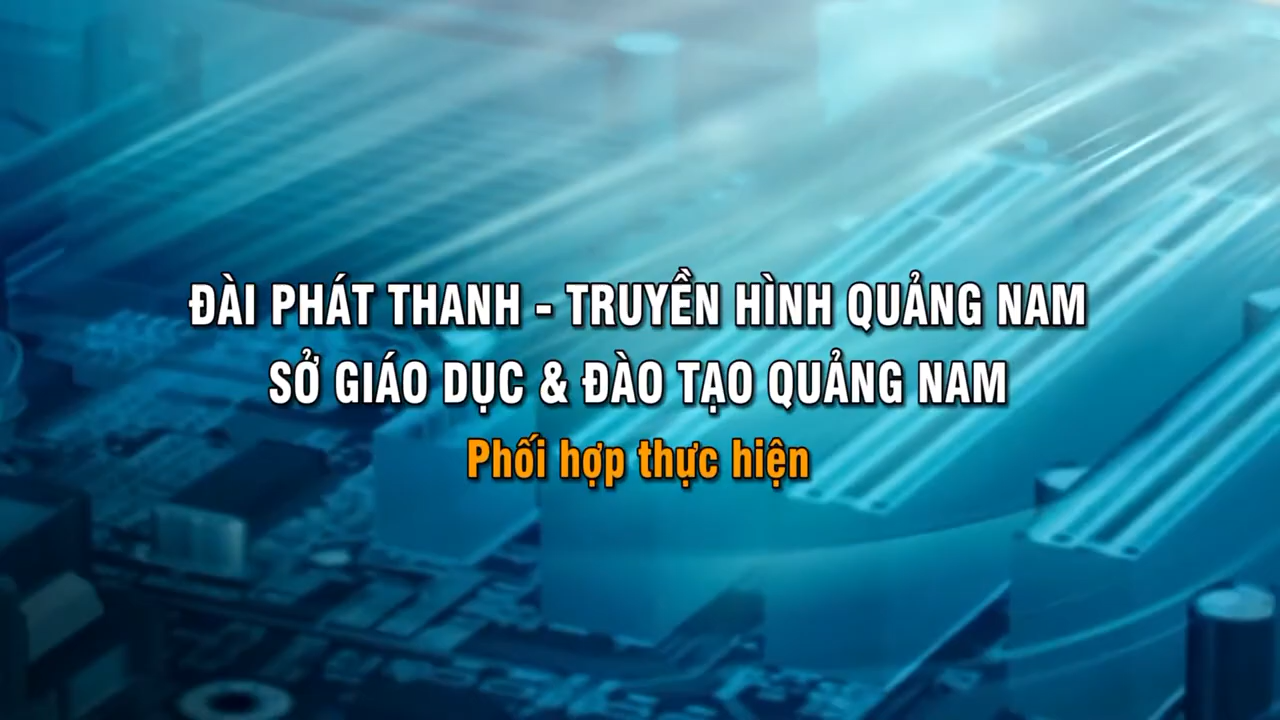 ĐÀI PHÁT THANH - TRUYỀN HÌNH QUẢNG NAM
SỞ GIÁO DỤC & ĐÀO TẠO QUẢNG NAM
Phối hợp thực hiện